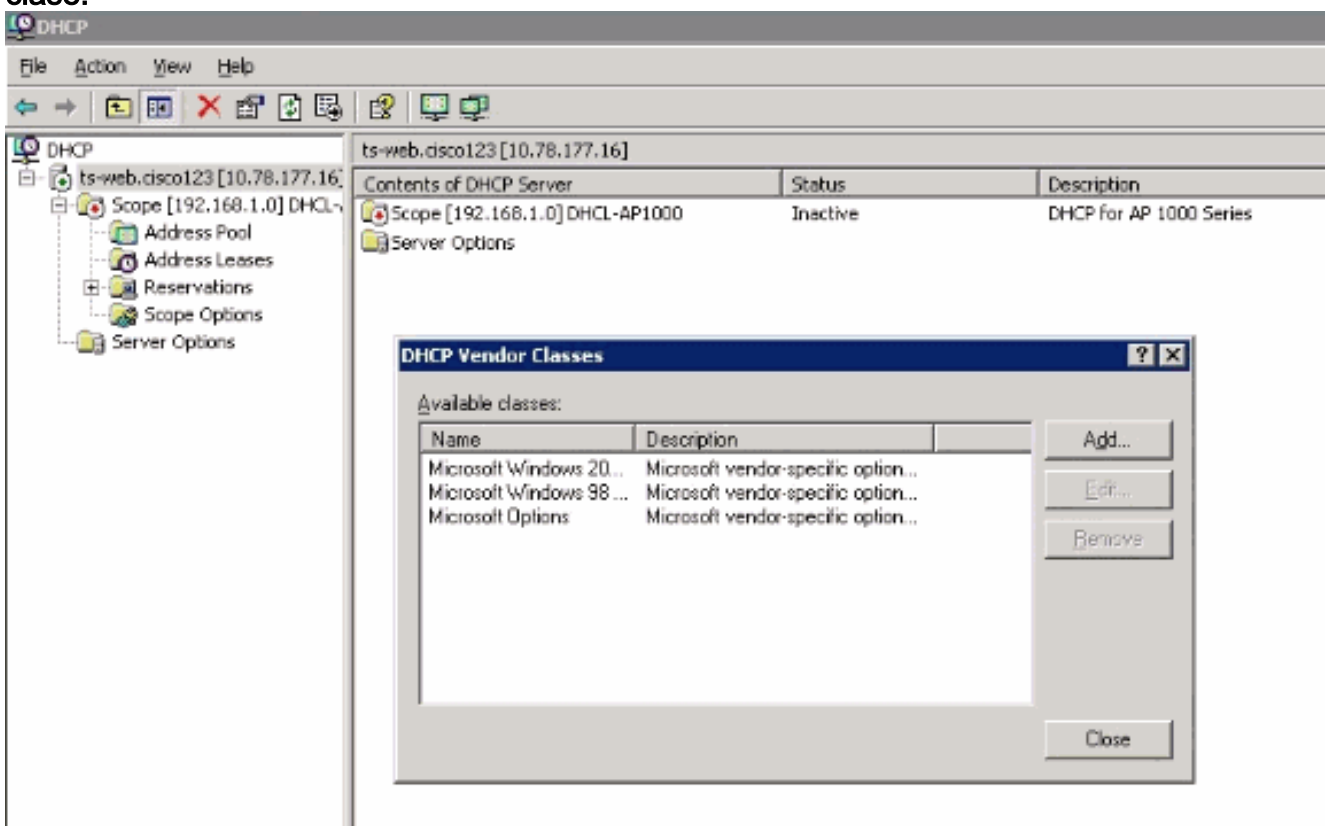 class.
DHCP
File Action View Help
DHCP
ts-web.cisco123 [10.78.177.16]
ts-web.cisco123 [10.78.177.16]
Contents of DHCP Server Status Description
Scope [192.168.1.0] DHCL-
Scope [192.168.1.0] DHCL-AP1000 Inactive DHCP for AP 1000 Series
Address Pool
Server Options
Address Leases
Reservations
Scope Options
Server Options
DHCP Vendor Classes
Available classes:
Name Description
Add...
Microsoft Windows 20... Microsoft vendor-specific option...
Microsoft Windows 98 ... Microsoft vendor-specific option...
Edit...
Microsoft Options Microsoft vendor-specific option...
Remove
Close